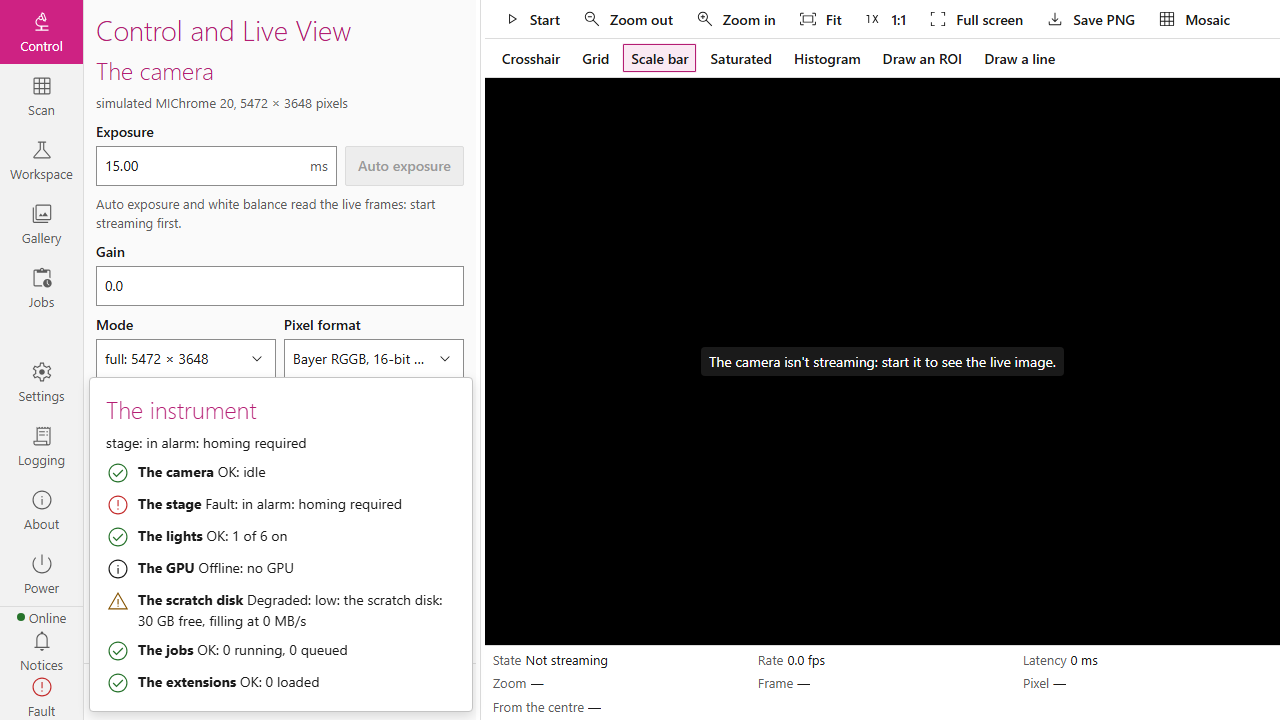 Control
Scan
Workspace
Gallery
Jobs
Settings
Logging
About
Power
Online
Notices
Fault
Control and Live View
The camera
simulated MIChrome 20, 5472 × 3648 pixels
Exposure
15.00 ms
Auto exposure
Auto exposure and white balance read the live frames: start
streaming first.
Gain
0.0
Mode Pixel format
full: 5472 × 3648 Bayer RGGB, 16-bit ...
The instrument
stage: in alarm: homing required
The camera OK: idle
The stage Fault: in alarm: homing required
The lights OK: 1 of 6 on
The GPU Offline: no GPU
The scratch disk Degraded: low: the scratch disk:
30 GB free, filling at 0 MB/s
The jobs OK: 0 running, 0 queued
The extensions OK: 0 loaded
Start Zoom out Zoom in Fit 1X 1:1 Full screen Save PNG Mosaic
Crosshair Grid Scale bar Saturated Histogram Draw an ROI Draw a line
The camera isn't streaming: start it to see the live image.
State Not streaming Rate 0.0 fps Latency 0 ms
Zoom — Frame — Pixel —
From the centre —